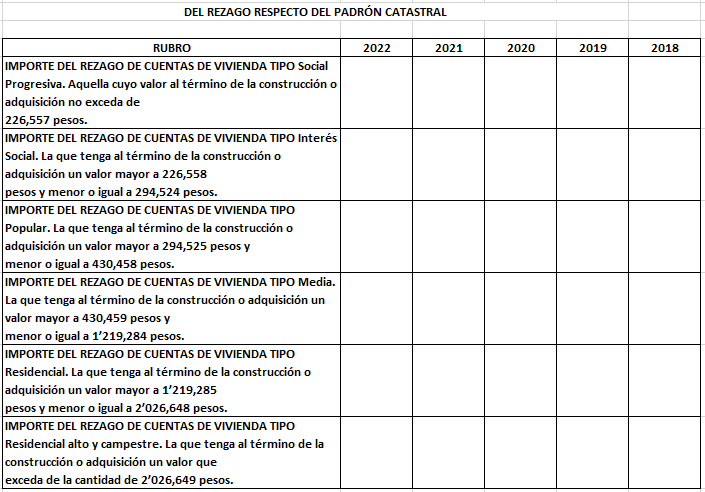 DEL REZAGO RESPECTO DEL PADRÓN CATASTRAL
RUBRO 2022 2021 2020 2019 2018
IMPORTE DEL REZAGO DE CUENTAS DE VIVIENDA TIPO Social
Progresiva. Aquella cuyo valor al término de la construcción o
adquisición no exceda de
226,557 pesos.
IMPORTE DEL REZAGO DE CUENTAS DE VIVIENDA TIPO Interés
Social. La que tenga al término de la construcción o
adquisición un valor mayor a 226,558
pesos y menor o igual a 294,524 pesos.
IMPORTE DEL REZAGO DE CUENTAS DE VIVIENDA TIPO
Popular. La que tenga al término de la construcción o
adquisición un valor mayor a 294,525 pesos y
menor o igual a 430,458 pesos.
IMPORTE DEL REZAGO DE CUENTAS DE VIVIENDA TIPO Media.
La que tenga al término de la construcción o adquisición un
valor mayor a 430,459 pesos y
menor o igual a 1’219,284 pesos.
IMPORTE DEL REZAGO DE CUENTAS DE VIVIENDA TIPO
Residencial. La que tenga al término de la construcción o
adquisición un valor mayor a 1’219,285
pesos y menor o igual a 2’026,648 pesos.
IMPORTE DEL REZAGO DE CUENTAS DE VIVIENDA TIPO
Residencial alto y campestre. La que tenga al término de la
construcción o adquisición un valor que
exceda de la cantidad de 2’026,649 pesos.